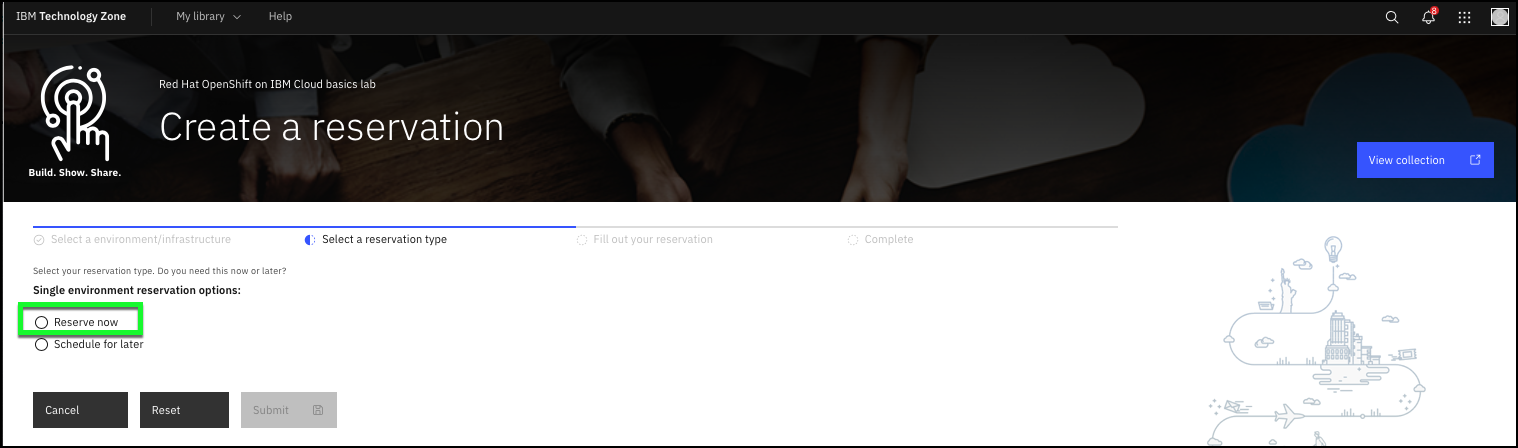 IBM Technology Zone
My library
Help
8
Red Hat OpenShift on IBM Cloud basics lab
Create a reservation
Build. Show. Share.
View collection
Select a environment/infrastructure
Select a reservation type
Fill out your reservation
Complete
Select your reservation type. Do you need this now or later?
Single environment reservation options:
Reserve now
Schedule for later
Cancel
Reset
Submit